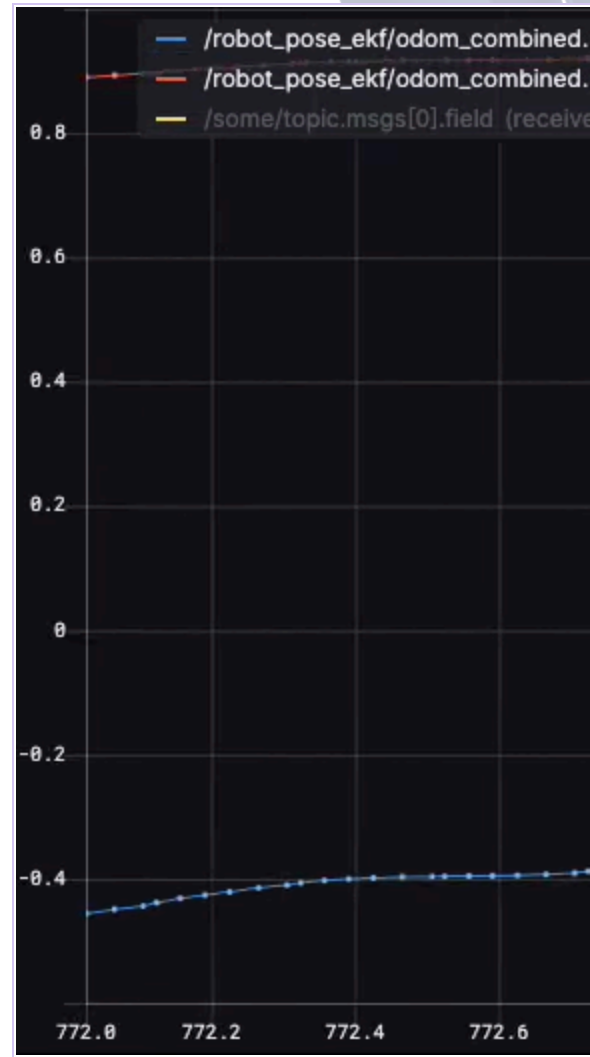 /robot_pose_ekf/odom_combined.
/robot_pose_ekf/odom_combined.
/some/topic.msgs[0].field (receive
0.8
0.6
0.4
0.2
0
-0.2
-0.4
772.0 772.2 772.4 772.6